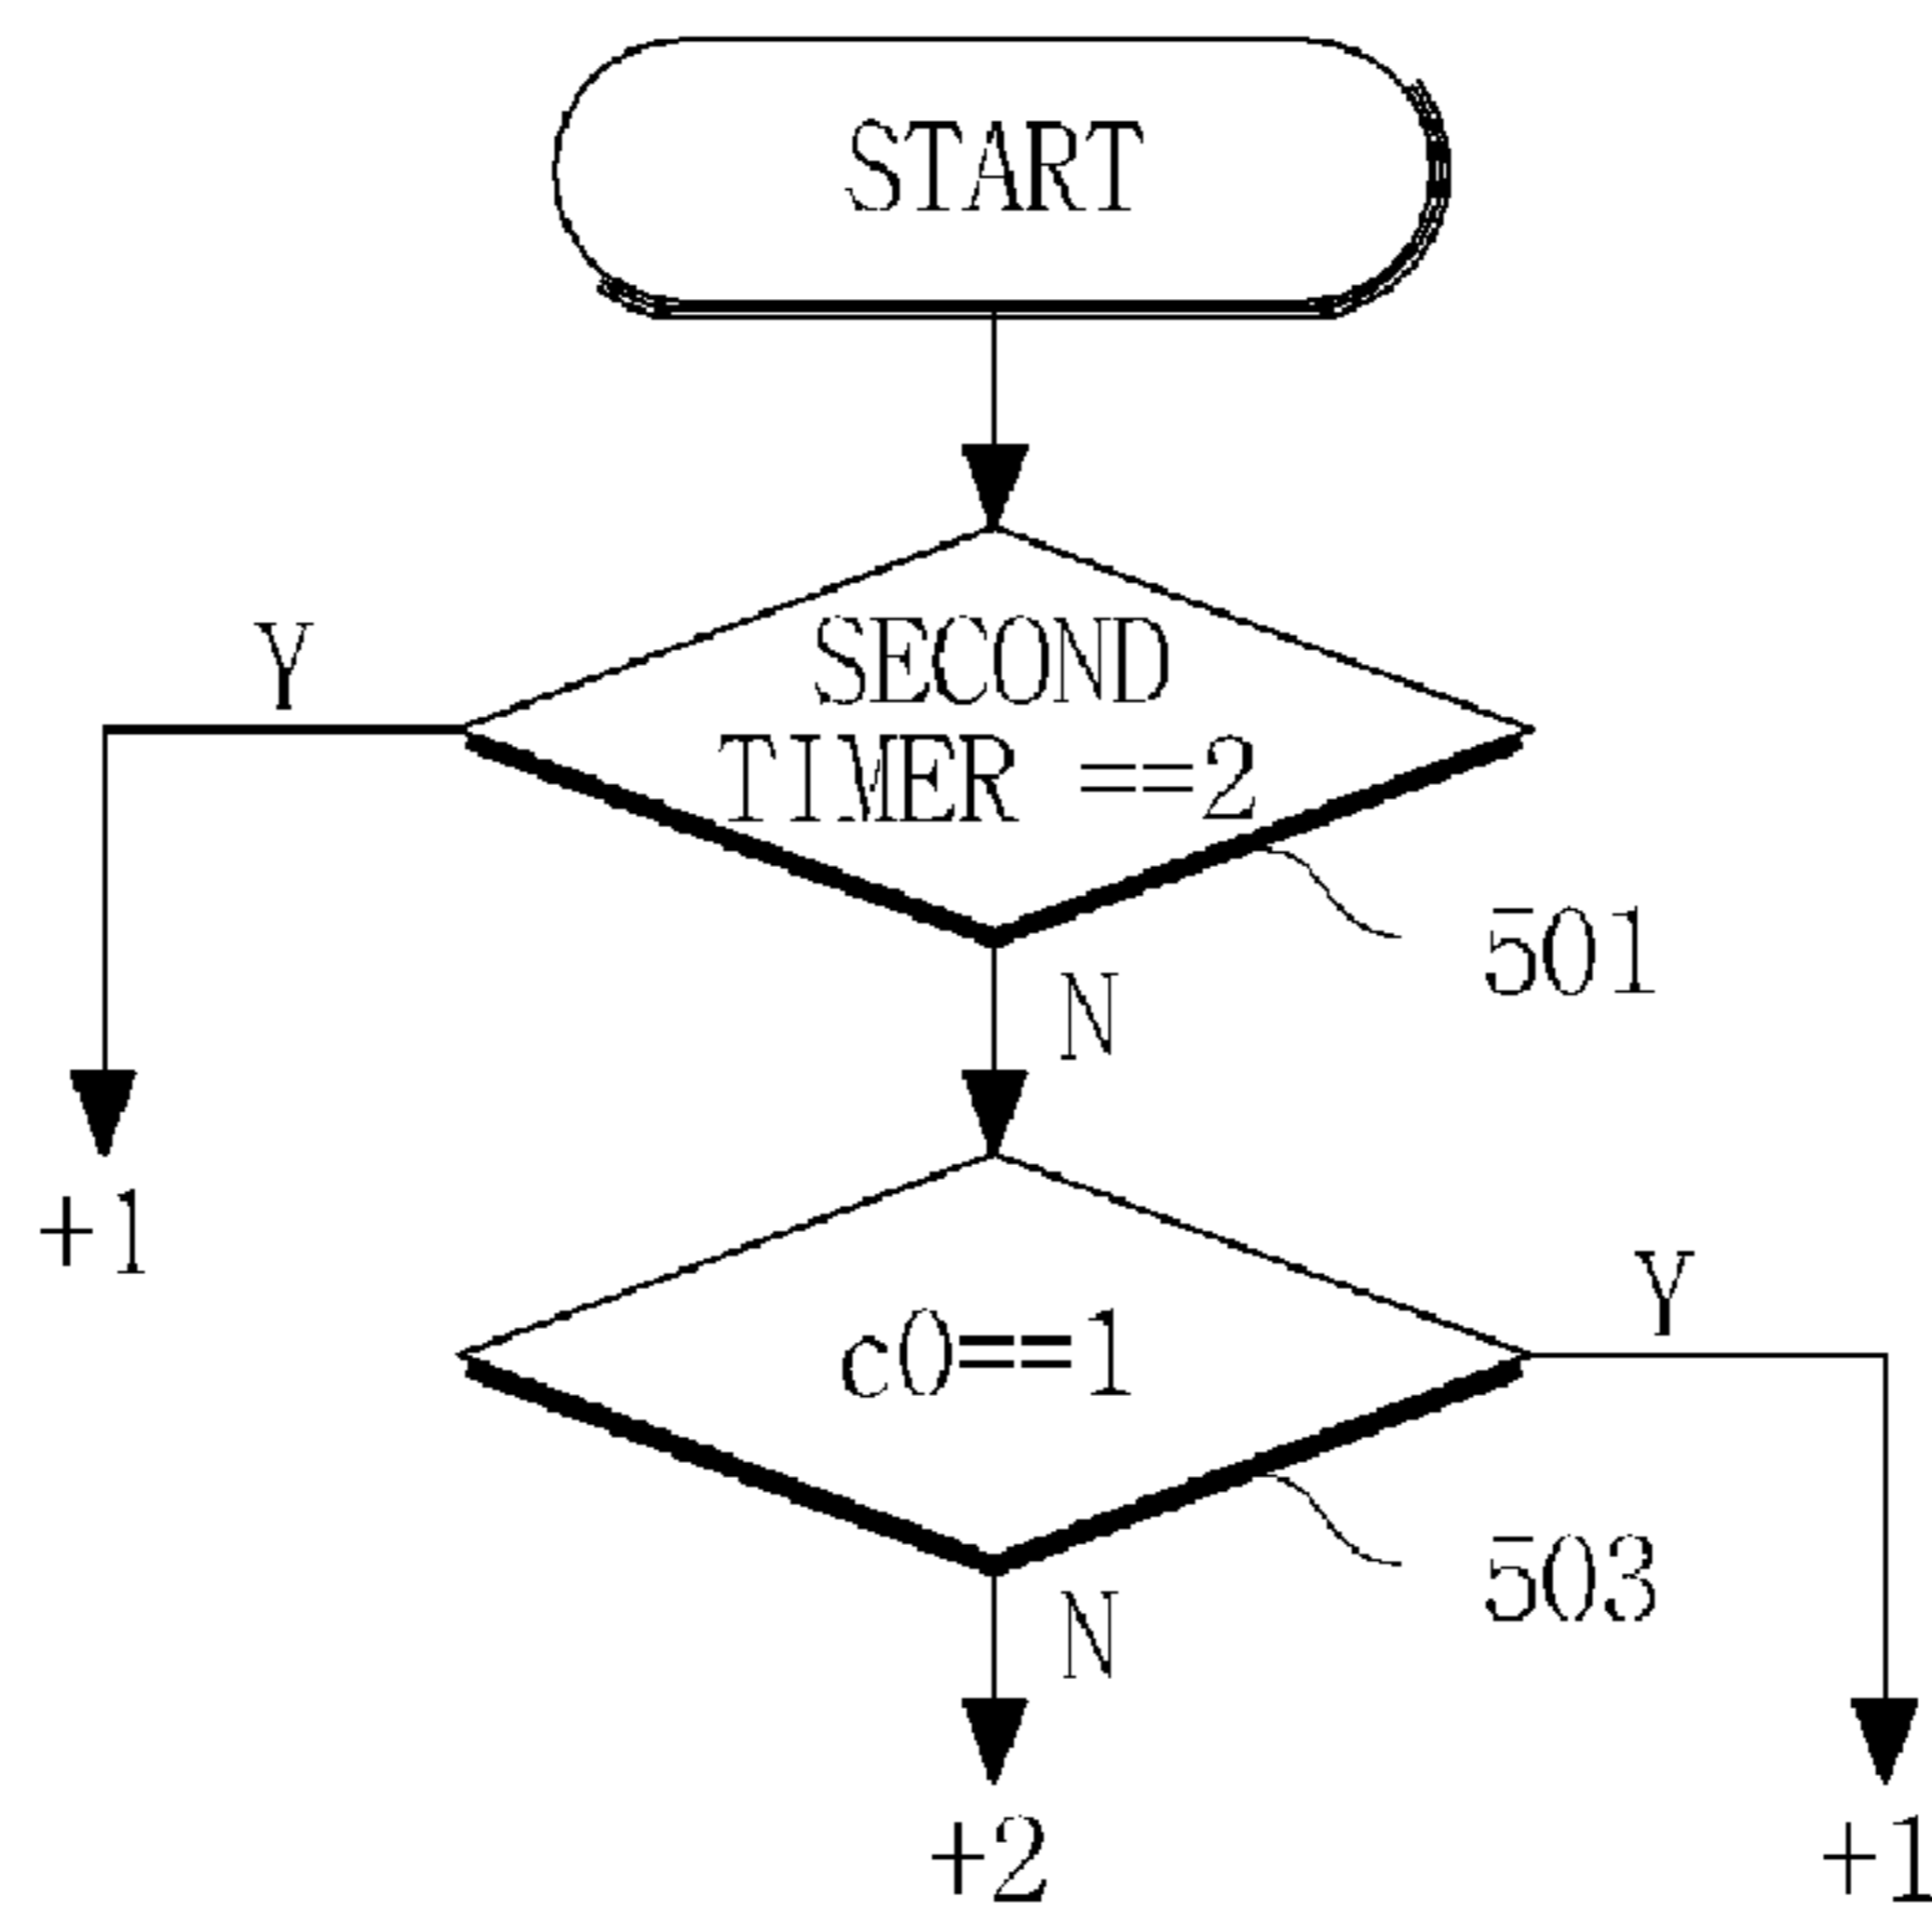 START
Y
SECOND
TIMER ==2
501
N
+1
c0==1
Y
503
N
+2
+1